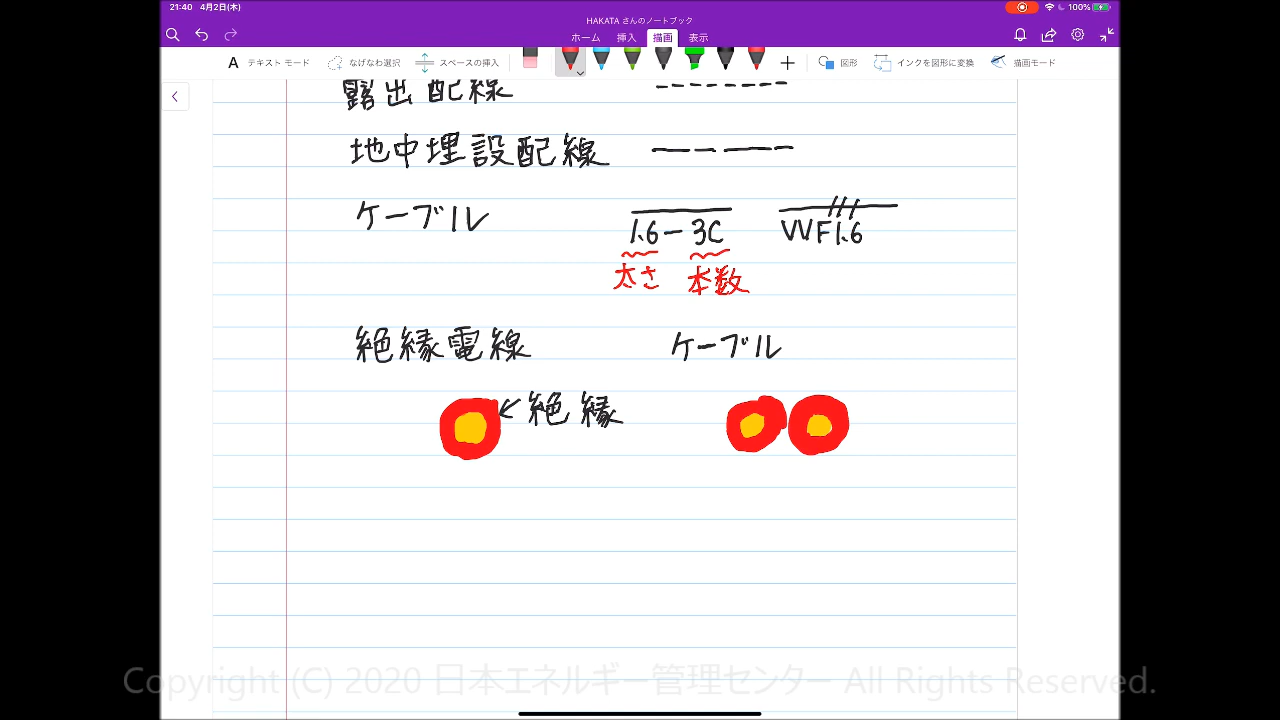 21:40 4月2日(木)
100%
HAKATA さんのノートブック
ホーム 挿入 描画 表示
A テキスト モード なげなわ選択 スペースの挿入 図形 インクを図形に変換 描画モード
露出配線
地中埋設配線
ケーブル 1.6-3C VVF1.6
太さ 本数
絶縁電線 ケーブル
←絶縁
Copyright (C) 2020 日本エネルギー管理センター All Rights Reserved.